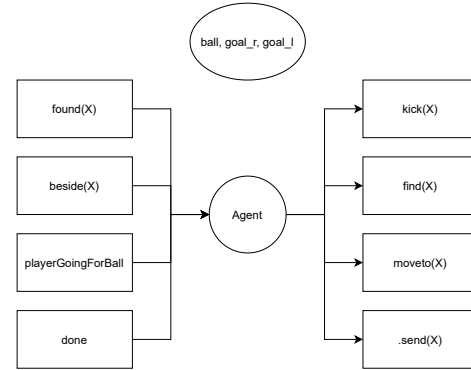 ball, goal_r, goal_l
found(X)
beside(X)
playerGoingForBall
done
Agent
kick(X)
find(X)
moveto(X)
.send(X)